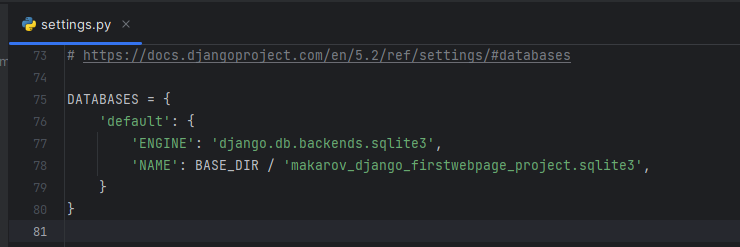 settings.py ×
73 # https://docs.djangoproject.com/en/5.2/ref/settings/#databases
74
75 DATABASES = {
76     'default': {
77         'ENGINE': 'django.db.backends.sqlite3',
78         'NAME': BASE_DIR / 'makarov_django_firstwebpage_project.sqlite3',
79     }
80 }
81